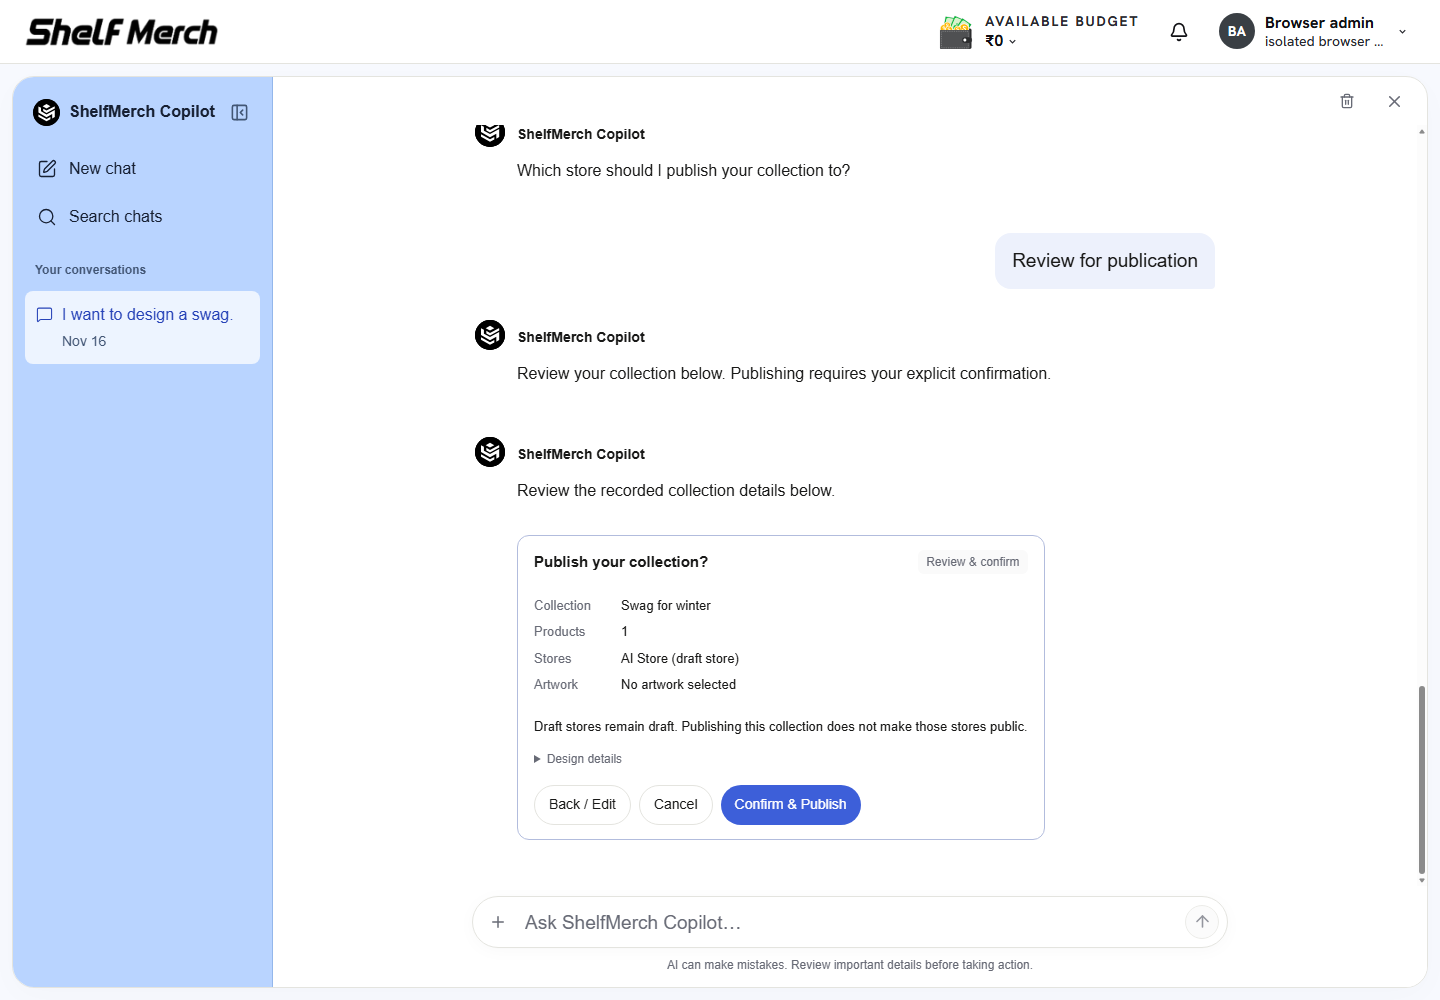 Shelf Merch
AVAILABLE BUDGET
₹0
BA
Browser admin
isolated browser ...
ShelfMerch Copilot
New chat
Search chats
Your conversations
I want to design a swag.
Nov 16
ShelfMerch Copilot
Which store should I publish your collection to?
Review for publication
ShelfMerch Copilot
Review your collection below. Publishing requires your explicit confirmation.
ShelfMerch Copilot
Review the recorded collection details below.
Publish your collection?
Review & confirm
Collection Swag for winter
Products 1
Stores AI Store (draft store)
Artwork No artwork selected
Draft stores remain draft. Publishing this collection does not make those stores public.
Design details
Back / Edit Cancel Confirm & Publish
Ask ShelfMerch Copilot…
AI can make mistakes. Review important details before taking action.